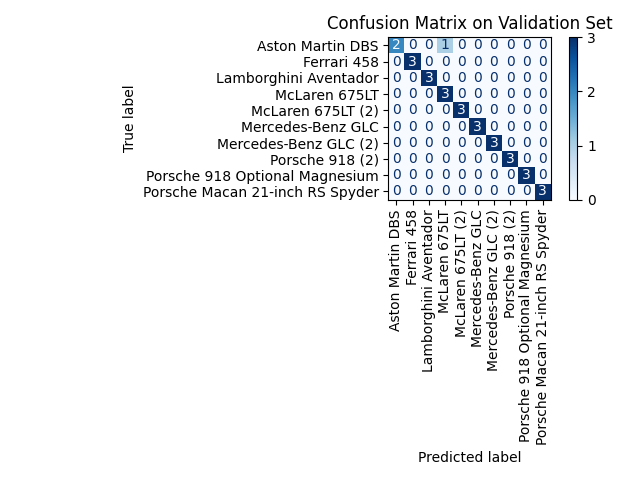 Confusion Matrix on Validation Set
True label
Aston Martin DBS 2 0 0 1 0 0 0 0 0 0
Ferrari 458 0 3 0 0 0 0 0 0 0 0
Lamborghini Aventador 0 0 3 0 0 0 0 0 0 0
McLaren 675LT 0 0 0 3 0 0 0 0 0 0
McLaren 675LT (2) 0 0 0 0 3 0 0 0 0 0
Mercedes-Benz GLC 0 0 0 0 0 3 0 0 0 0
Mercedes-Benz GLC (2) 0 0 0 0 0 0 3 0 0 0
Porsche 918 (2) 0 0 0 0 0 0 0 3 0 0
Porsche 918 Optional Magnesium 0 0 0 0 0 0 0 0 3 0
Porsche Macan 21-inch RS Spyder 0 0 0 0 0 0 0 0 0 3
3
2
1
0
Aston Martin DBS
Ferrari 458
Lamborghini Aventador
McLaren 675LT
McLaren 675LT (2)
Mercedes-Benz GLC
Mercedes-Benz GLC (2)
Porsche 918 (2)
Porsche 918 Optional Magnesium
Porsche Macan 21-inch RS Spyder
Predicted label